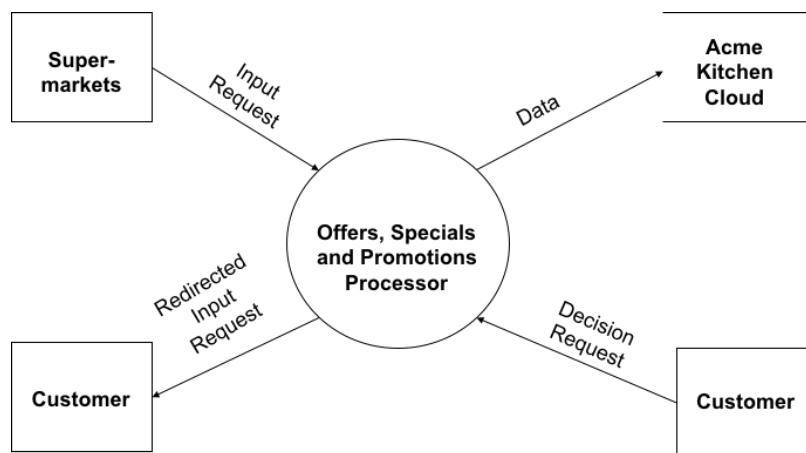 Super-
markets
Input
Request
Acme
Kitchen
Cloud
Data
Offers, Specials
and Promotions
Processor
Redirected
Input
Request
Decision
Request
Customer
Customer